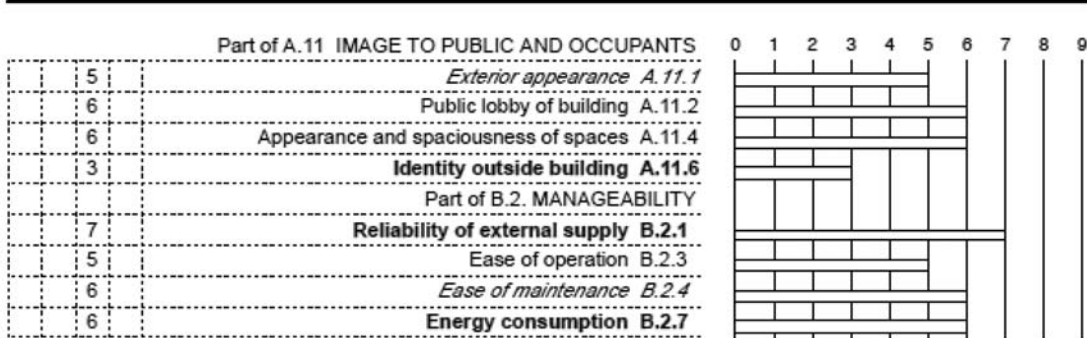 Part of A.11 IMAGE TO PUBLIC AND OCCUPANTS 0 1 2 3 4 5 6 7 8 9
5 Exterior appearance A.11.1
6 Public lobby of building A.11.2
6 Appearance and spaciousness of spaces A.11.4
3 Identity outside building A.11.6
Part of B.2. MANAGEABILITY
7 Reliability of external supply B.2.1
5 Ease of operation B.2.3
6 Ease of maintenance B.2.4
6 Energy consumption B.2.7